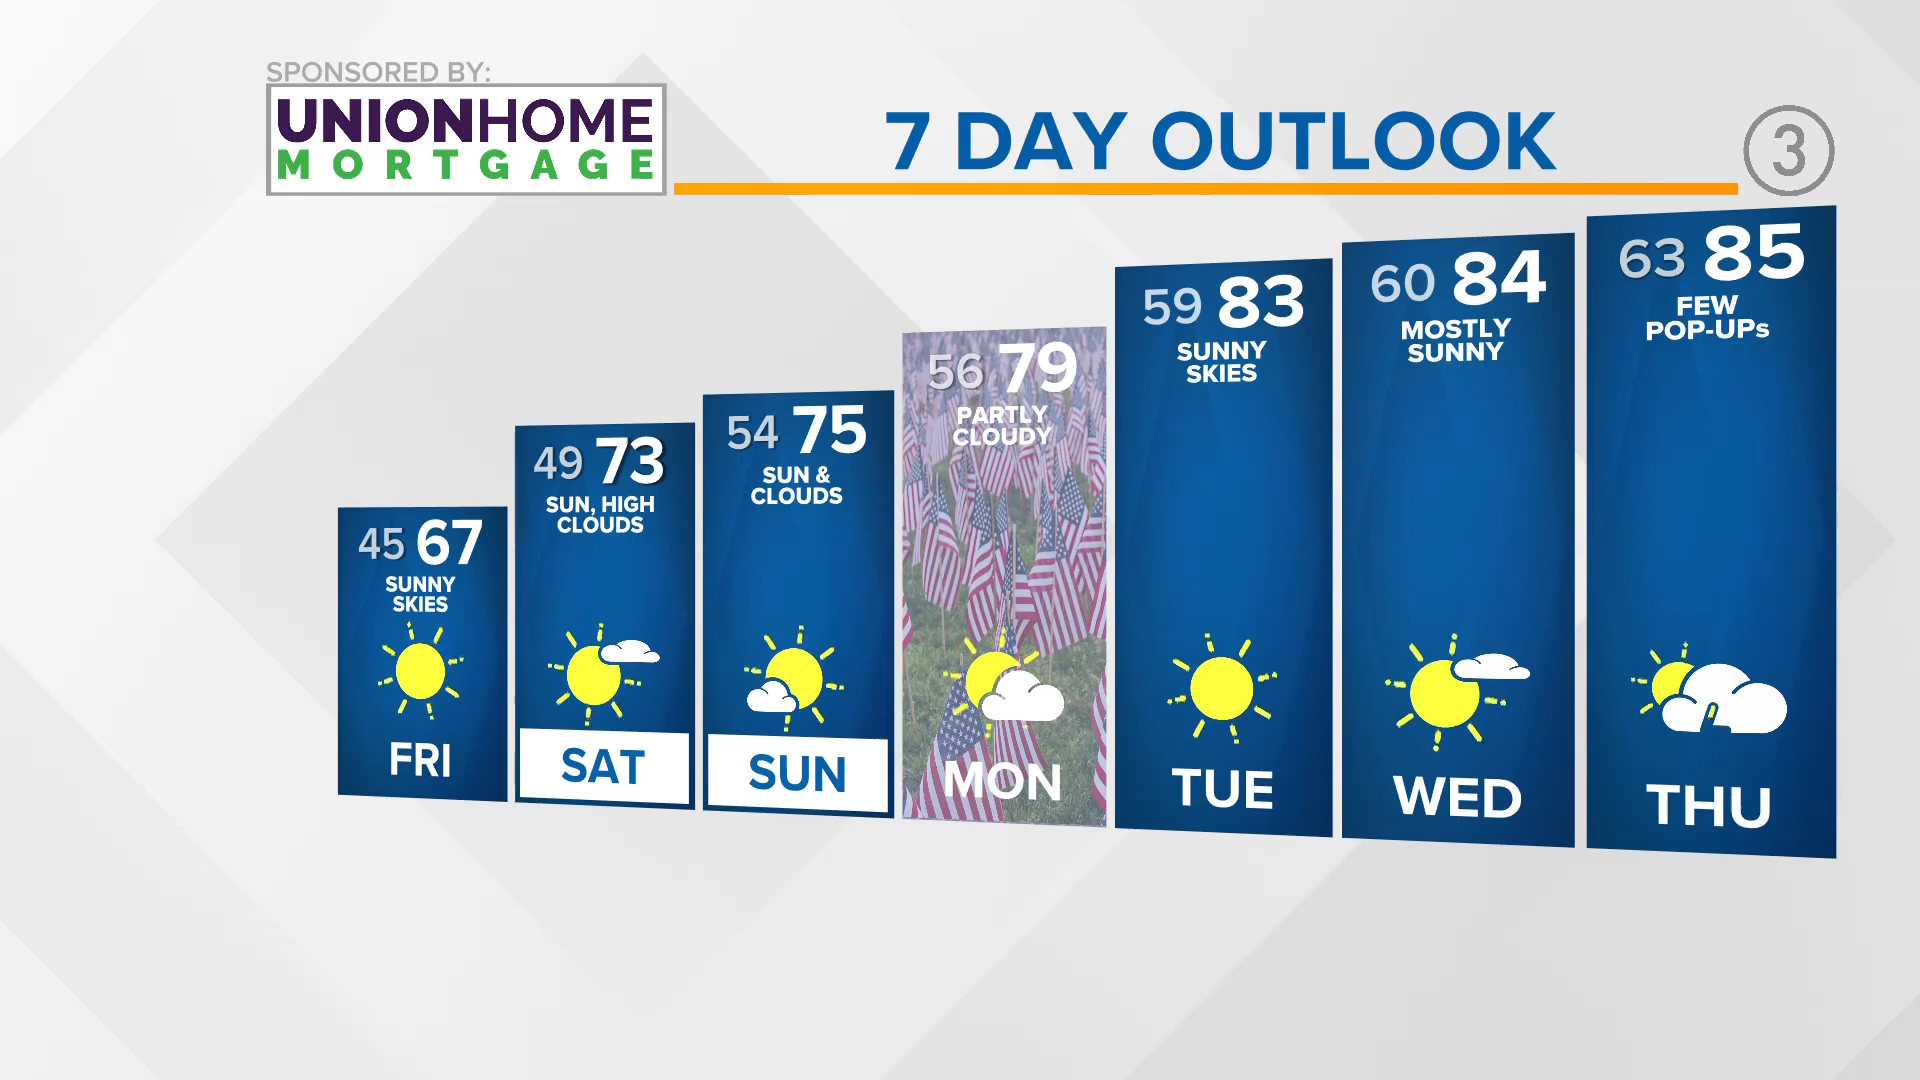 SPONSORED BY:
UNIONHOME
MORTGAGE
7 DAY OUTLOOK
3
45 67
SUNNY
SKIES
FRI
49 73
SUN, HIGH
CLOUDS
SAT
54 75
SUN &
CLOUDS
SUN
56 79
PARTLY
CLOUDY
MON
59 83
SUNNY
SKIES
TUE
60 84
MOSTLY
SUNNY
WED
63 85
FEW
POP-UPs
THU